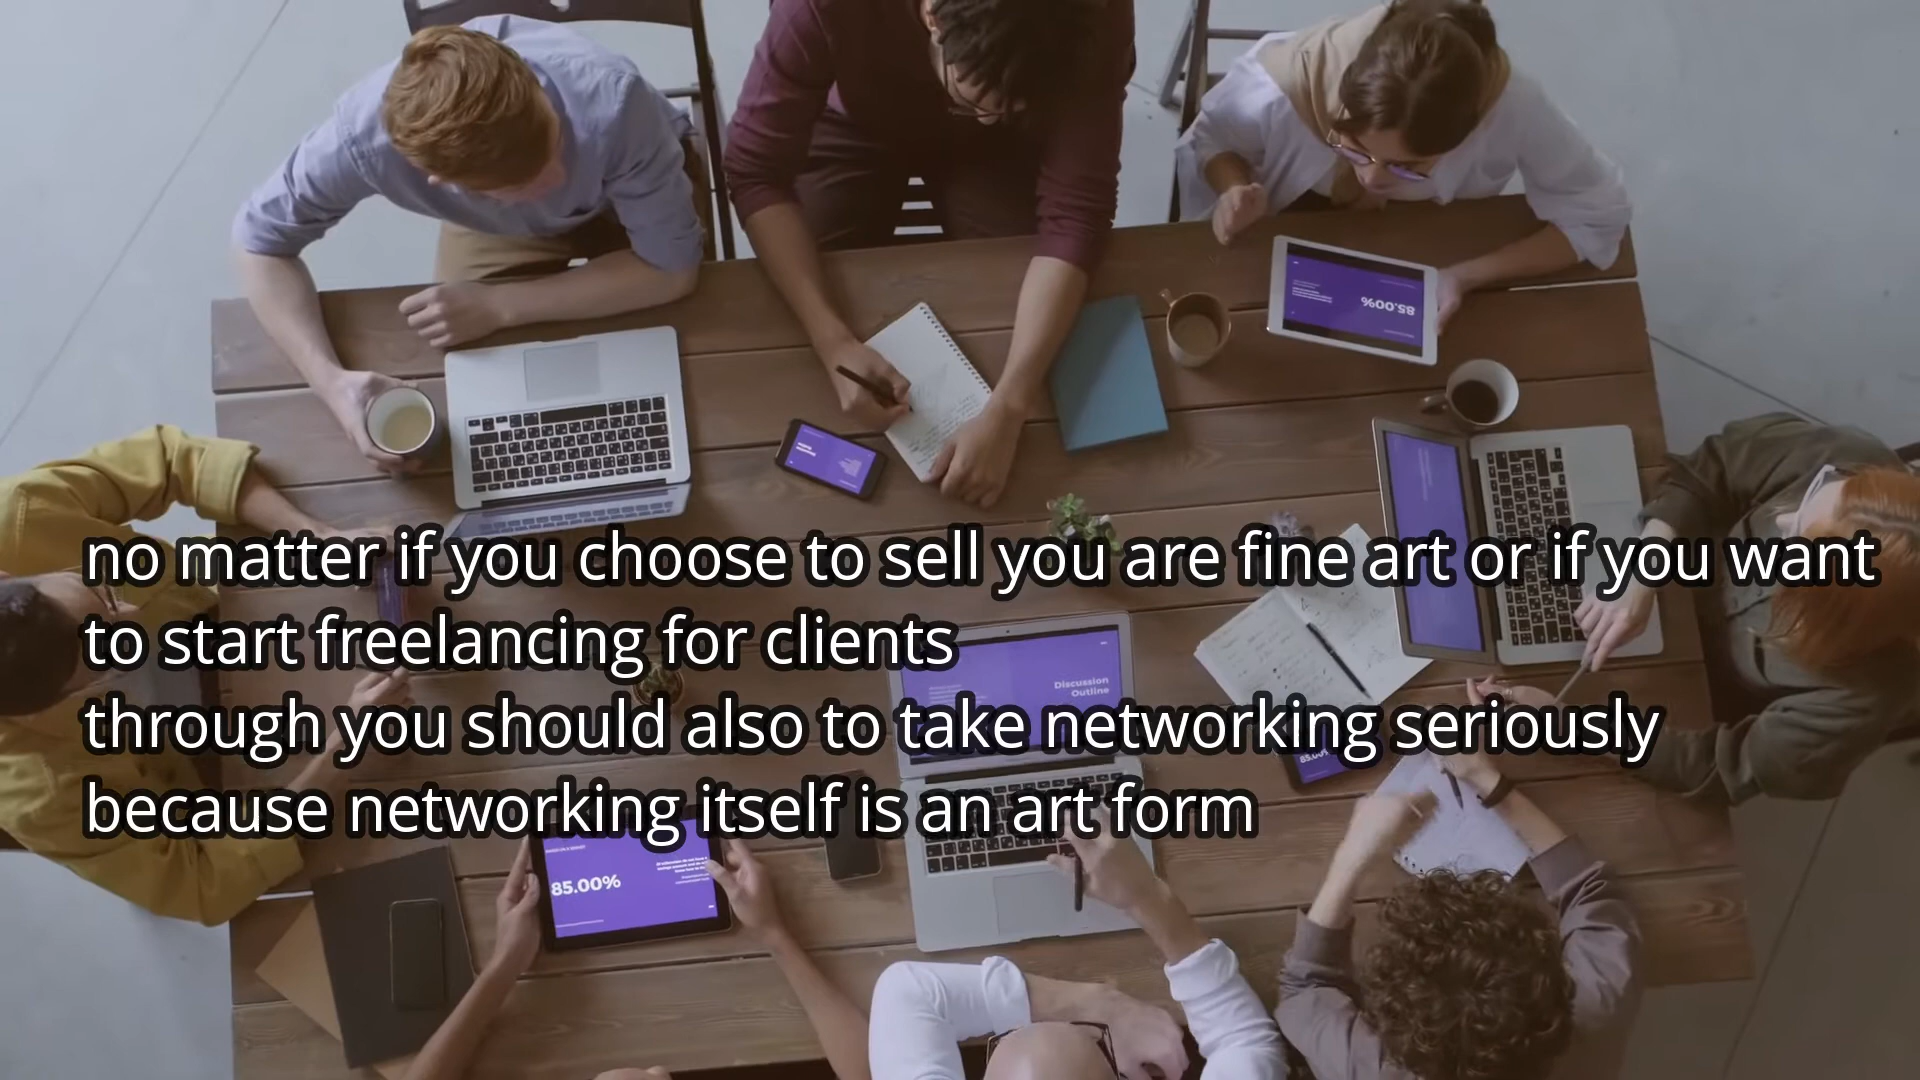 85.00%
no matter if you choose to sell you are fine art or if you want
to start freelancing for clients
Discussion
Outline
through you should also to take networking seriously
85.00%
because networking itself is an art form
85.00%